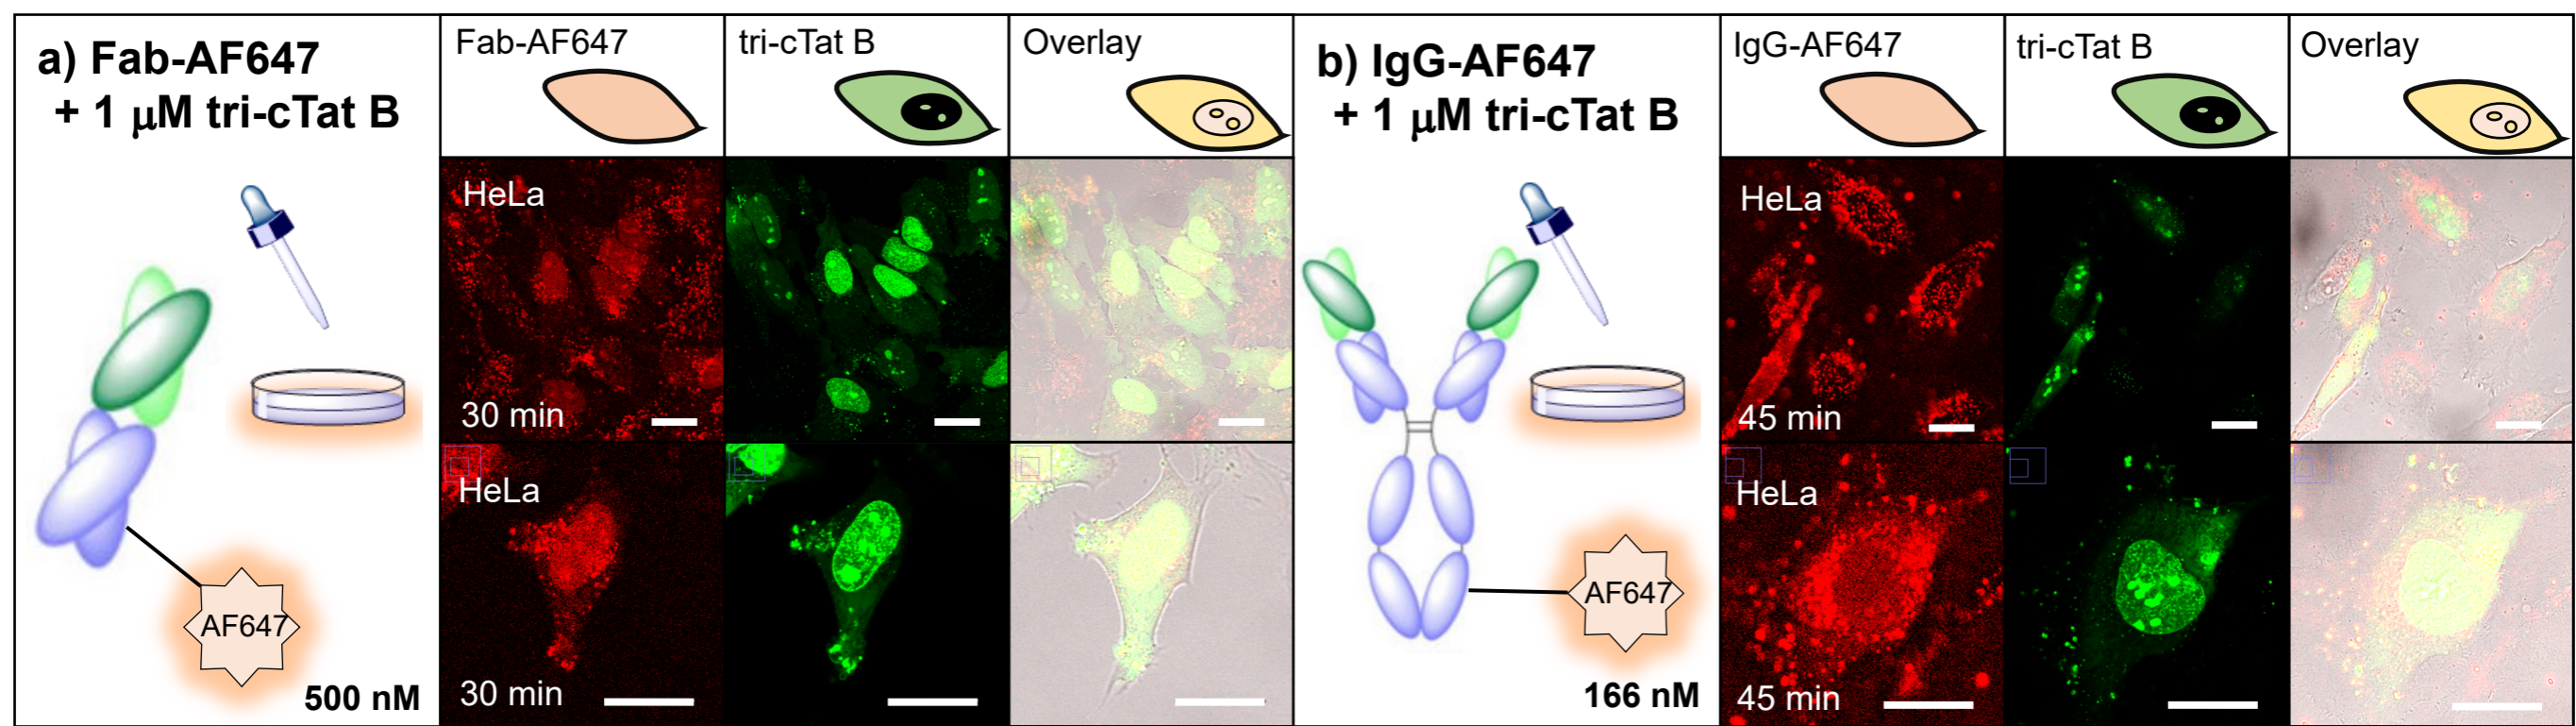 a) Fab-AF647
+ 1 μM tri-cTat B
AF647
500 nM
Fab-AF647
tri-cTat B
Overlay
HeLa
30 min
HeLa
30 min
b) IgG-AF647
+ 1 μM tri-cTat B
AF647
166 nM
IgG-AF647
tri-cTat B
Overlay
HeLa
45 min
HeLa
45 min